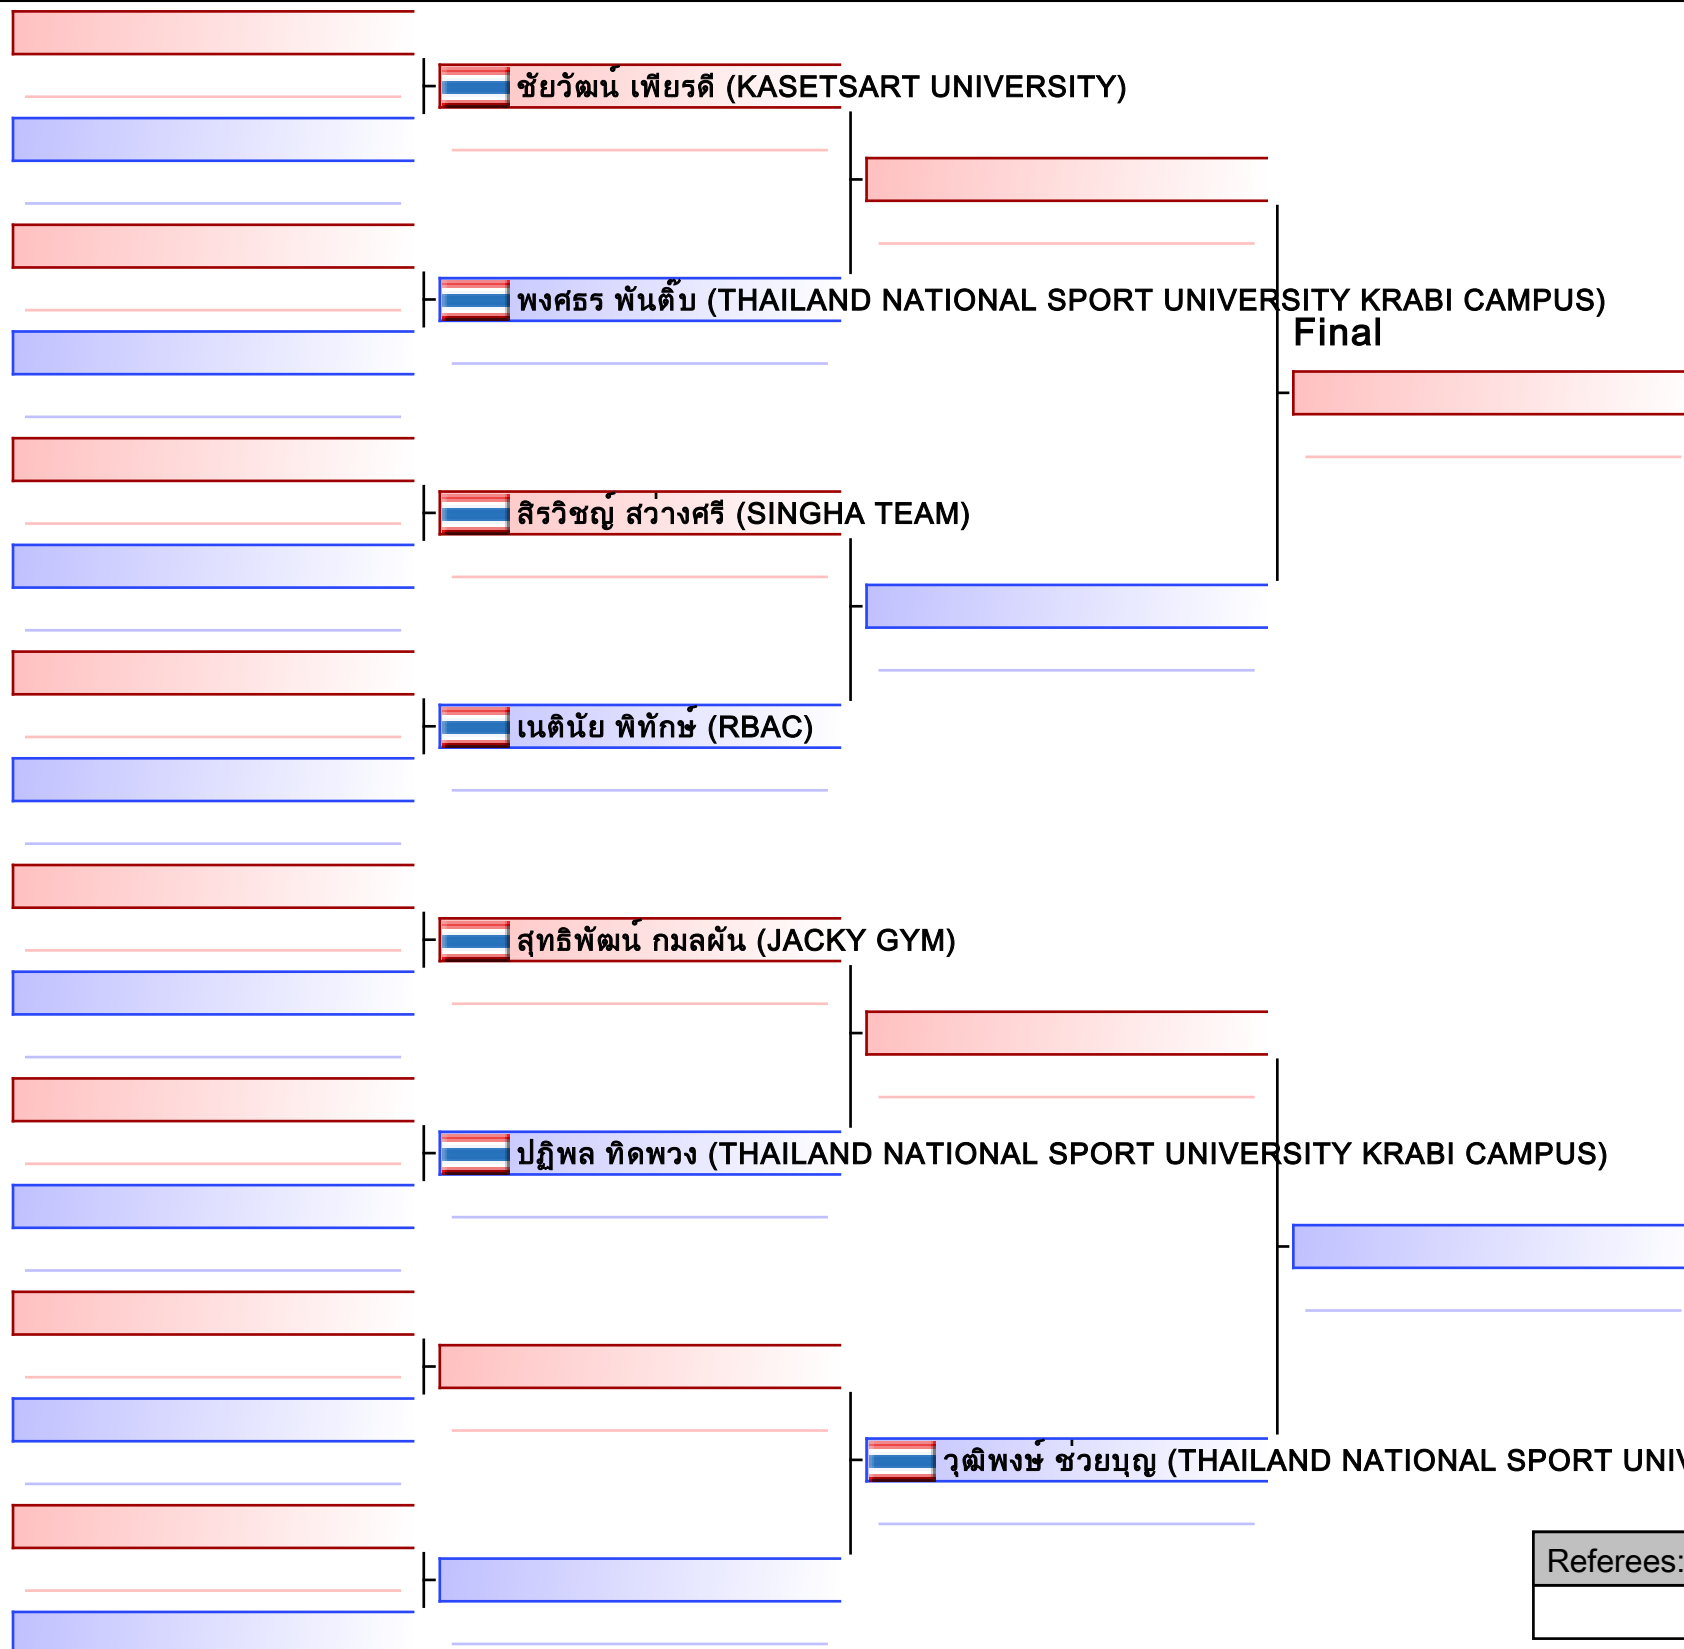 ชัยวัฒน์ เพียรดี (KASETSART UNIVERSITY)
พงศธร พันติ๊บ (THAILAND NATIONAL SPORT UNIVERSITY KRABI CAMPUS)
Final
สิรวิชญ์ สว่างศรี (SINGHA TEAM)
เนตินัย พิทักษ์ (RBAC)
สุทธิพัฒน์ กมลผัน (JACKY GYM)
ปฏิพล ทิดพวง (THAILAND NATIONAL SPORT UNIVERSITY KRABI CAMPUS)
วุฒิพงษ์ ช่วยบุญ (THAILAND NATIONAL SPORT
Referees: